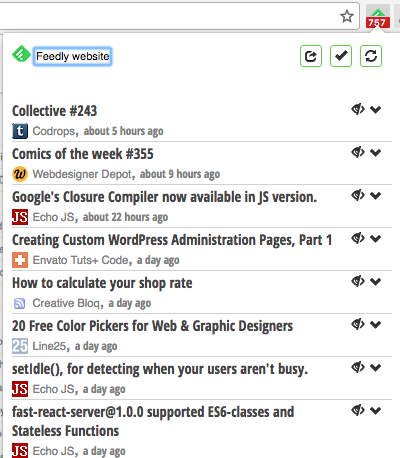 757
Feedly website
Collective #243
t Codrops, about 5 hours ago
Comics of the week #355
W Webdesigner Depot, about 9 hours ago
Google's Closure Compiler now available in JS version.
JS Echo JS, about 22 hours ago
Creating Custom WordPress Administration Pages, Part 1
Envato Tuts+ Code, a day ago
How to calculate your shop rate
Creative Bloq, a day ago
20 Free Color Pickers for Web & Graphic Designers
25 Line25, a day ago
setIdle(), for detecting when your users aren't busy.
JS Echo JS, a day ago
fast-react-server@1.0.0 supported ES6-classes and
Stateless Functions
JS Echo JS, a day ago